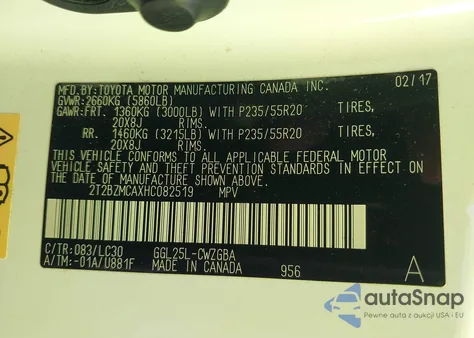 MFD.BY:TOYOTA MOTOR MANUFACTURING CANADA INC. 02/17
GVWR:2660KG (5860LB)
GAWR:FRT. 1360KG (3000LB) WITH P235/55R20 TIRES,
20X8J RIMS.
RR. 1460KG (3215LB) WITH P235/55R20 TIRES,
20X8J RIMS.
THIS VEHICLE CONFORMS TO ALL APPLICABLE FEDERAL MOTOR
VEHICLE SAFETY AND THEFT PREVENTION STANDARDS IN EFFECT
ON THE DATE OF MANUFACTURE SHOWN ABOVE.
2T2BZMCAXHC082519 MPV
C/TR:083/LC30 GGL25L-CWZGBA
A/TM:-01A/U881F MADE IN CANADA 956 A
autoSnap
Pewne auta z aukcji USA i EU